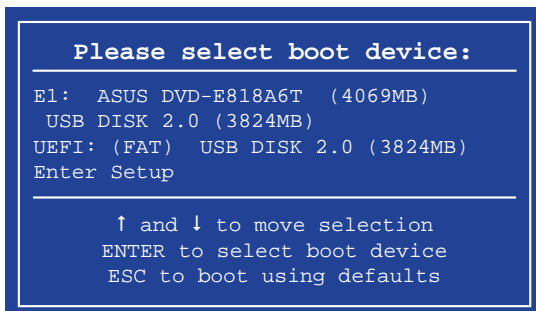 Please select boot device:
E1: ASUS DVD-E818A6T (4069MB)
USB DISK 2.0 (3824MB)
UEFI: (FAT) USB DISK 2.0 (3824MB)
Enter Setup
↑ and ↓ to move selection
ENTER to select boot device
ESC to boot using defaults